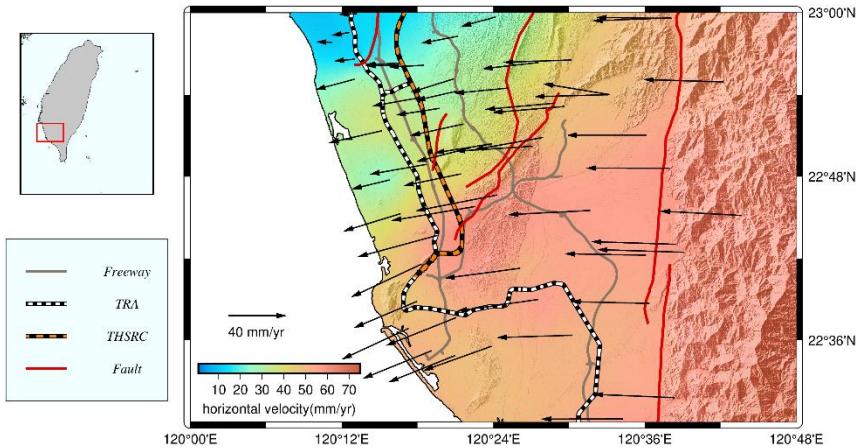 23°00'N
22°48'N
22°36'N
Freeway
TRA
THSRC
Fault
40 mm/yr
10 20 30 40 50 60 70
horizontal velocity(mm/yr)
120°00'E 120°12'E 120°24'E 120°36'E 120°48'E